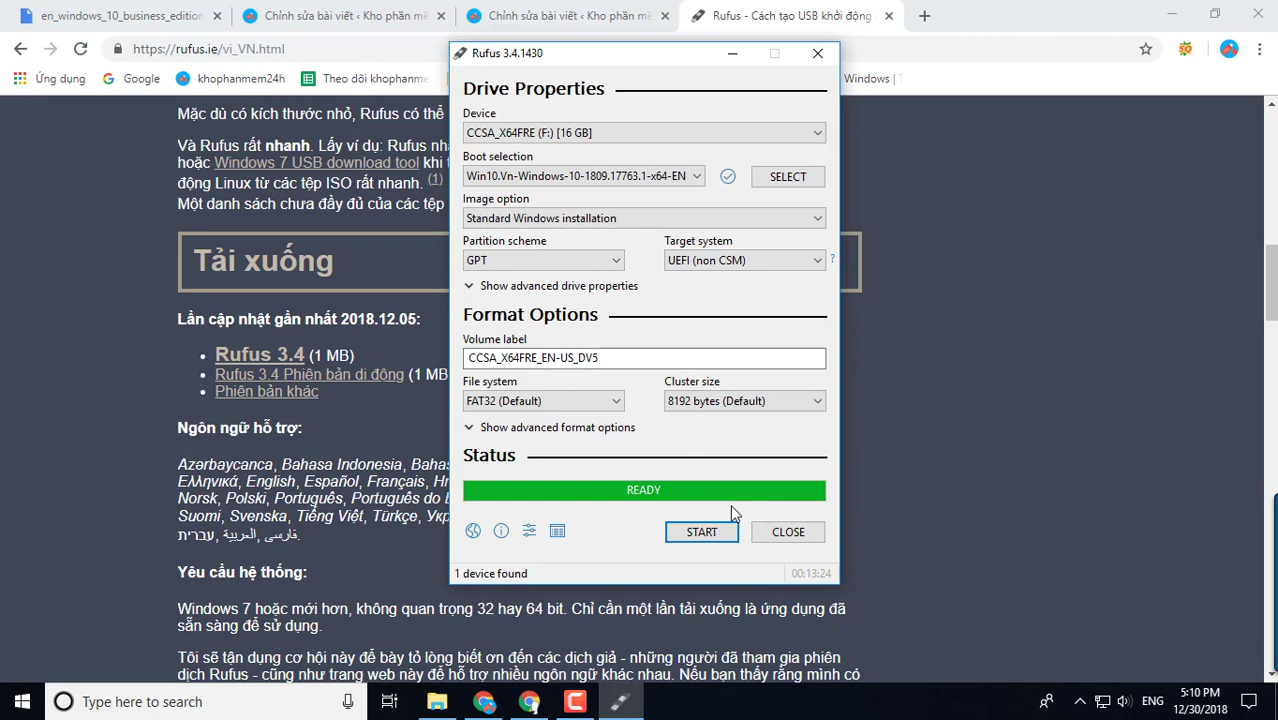 en_windows_10_business_edition
Chỉnh sửa bài viết ‹ Kho phần mề
Chỉnh sửa bài viết ‹ Kho phần mề
Rufus - Cách tạo USB khởi động
https://rufus.ie/vi_VN.html
Ứng dụng
Google
khophanmem24h
Theo dõi khophanmem
Windows | T
Mặc dù có kích thước nhỏ, Rufus có thể
Và Rufus rất nhanh. Lấy ví dụ: Rufus nha
hoặc Windows 7 USB download tool khi t
động Linux từ các tệp ISO rất nhanh. (1)
Một danh sách chưa đầy đủ của các tệp
Tải xuống
Lần cập nhật gần nhất 2018.12.05:
Rufus 3.4 (1 MB)
Rufus 3.4 Phiên bản di động (1 MB
Phiên bản khác
Ngôn ngữ hỗ trợ:
Azərbaycanca, Bahasa Indonesia, Baha
Ελληνικά, English, Español, Français, Hr
Norsk, Polski, Português, Português do B
Suomi, Svenska, Tiếng Việt, Türkçe, Укр
فارسی, العربية, עברית.
Yêu cầu hệ thống:
Windows 7 hoặc mới hơn, không quan trọng 32 hay 64 bit. Chỉ cần một lần tải xuống là ứng dụng đã
sẵn sàng để sử dụng.
Tôi sẽ tận dụng cơ hội này để bày tỏ lòng biết ơn đến các dịch giả - những người đã tham gia phiên
dịch Rufus - cũng như trang web này để hỗ trợ nhiều ngôn ngữ khác nhau. Nếu bạn thấy rằng mình có
Rufus 3.4.1430
Drive Properties
Device
CCSA_X64FRE (F:) [16 GB]
Boot selection
Win10.Vn-Windows-10-1809.17763.1-x64-EN
SELECT
Image option
Standard Windows installation
Partition scheme
Target system
GPT
UEFI (non CSM)
?
Show advanced drive properties
Format Options
Volume label
CCSA_X64FRE_EN-US_DV5
File system
Cluster size
FAT32 (Default)
8192 bytes (Default)
Show advanced format options
Status
READY
START
CLOSE
1 device found
00:13:24
Type here to search
ENG
5:10 PM
12/30/2018